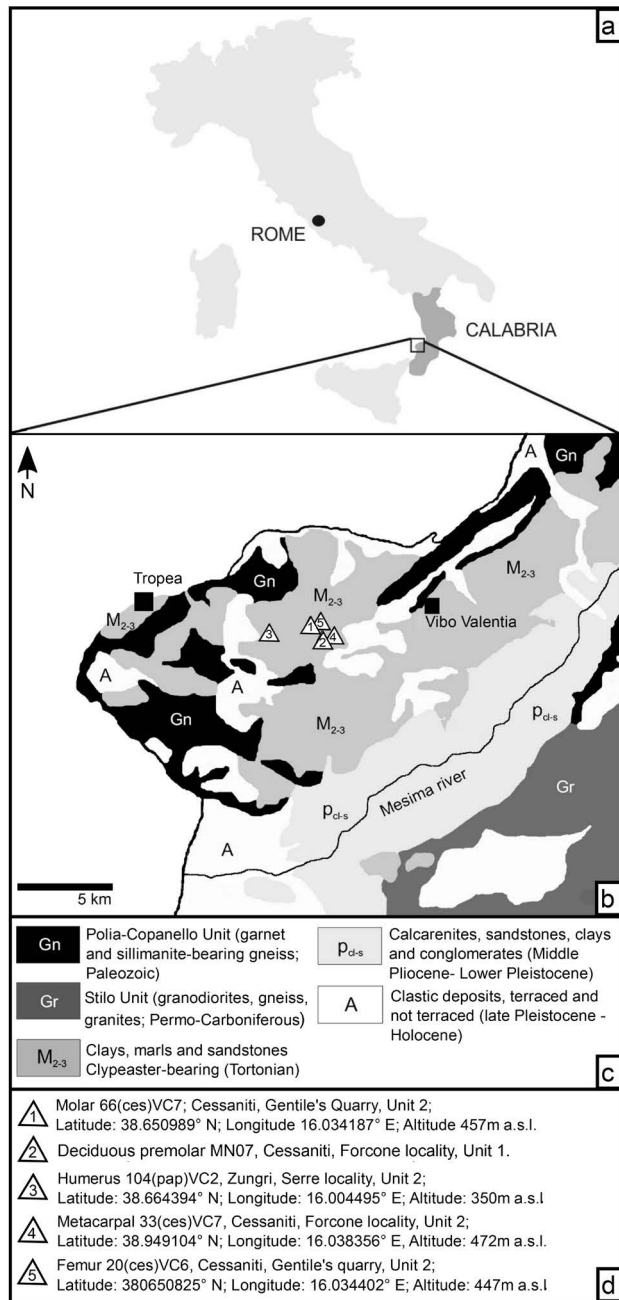 a
ROME
CALABRIA
b
N
A
Gn
Tropea
Gn
M2-3
M2-3
M2-3
Vibo Valentia
1
5
3
2
4
A
A
Gn
M2-3
Pcl-s
Mesima river
Pcl-s
Gr
A
5 km
c
Gn
Polia-Copanello Unit (garnet
and sillimanite-bearing gneiss;
Paleozoic)
Gr
Stilo Unit (granodiorites, gneiss,
granites; Permo-Carboniferous)
M2-3
Clays, marls and sandstones
Clypeaster-bearing (Tortonian)
pcl-s
Calcarenites, sandstones, clays
and conglomerates (Middle
Pliocene- Lower Pleistocene)
A
Clastic deposits, terraced and
not terraced (late Pleistocene -
Holocene)
d
1
Molar 66(ces)VC7; Cessaniti, Gentile's Quarry, Unit 2;
Latitude: 38.650989° N; Longitude 16.034187° E; Altitude 457m a.s.l.
2
Deciduous premolar MN07, Cessaniti, Forcone locality, Unit 1.
3
Humerus 104(pap)VC2, Zungri, Serre locality, Unit 2;
Latitude: 38.664394° N; Longitude: 16.004495° E; Altitude: 350m a.s.l.
4
Metacarpal 33(ces)VC7, Cessaniti, Forcone locality, Unit 2;
Latitude: 38.949104° N; Longitude: 16.038356° E, Altitude: 472m a.s.l.
5
Femur 20(ces)VC6, Cessaniti, Gentile's quarry, Unit 2;
Latitude: 380650825° N; Longitude: 16.034402° E; Altitude: 447m a.s.l.